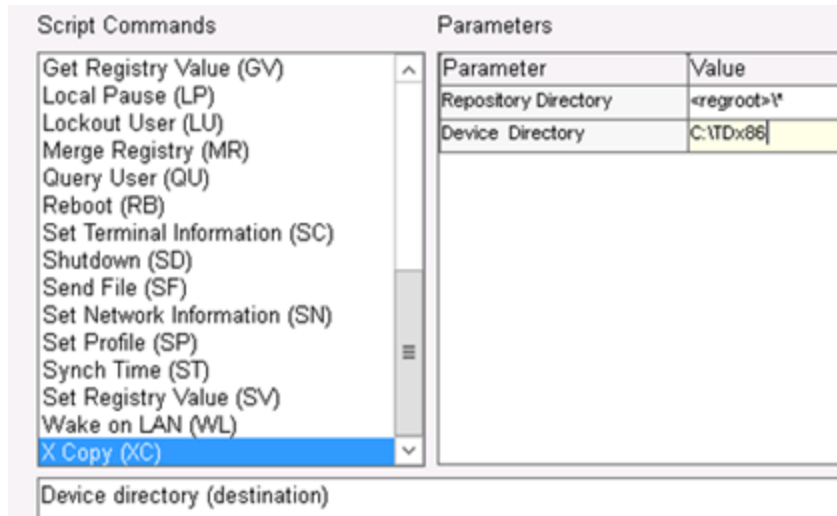 Script Commands
Get Registry Value (GV)
Local Pause (LP)
Lockout User (LU)
Merge Registry (MR)
Query User (QU)
Reboot (RB)
Set Terminal Information (SC)
Shutdown (SD)
Send File (SF)
Set Network Information (SN)
Set Profile (SP)
Synch Time (ST)
Set Registry Value (SV)
Wake on LAN (WL)
X Copy (XC)
Parameters
Parameter Value
Repository Directory <regroot>\*
Device Directory C:\TDx86
Device directory (destination)